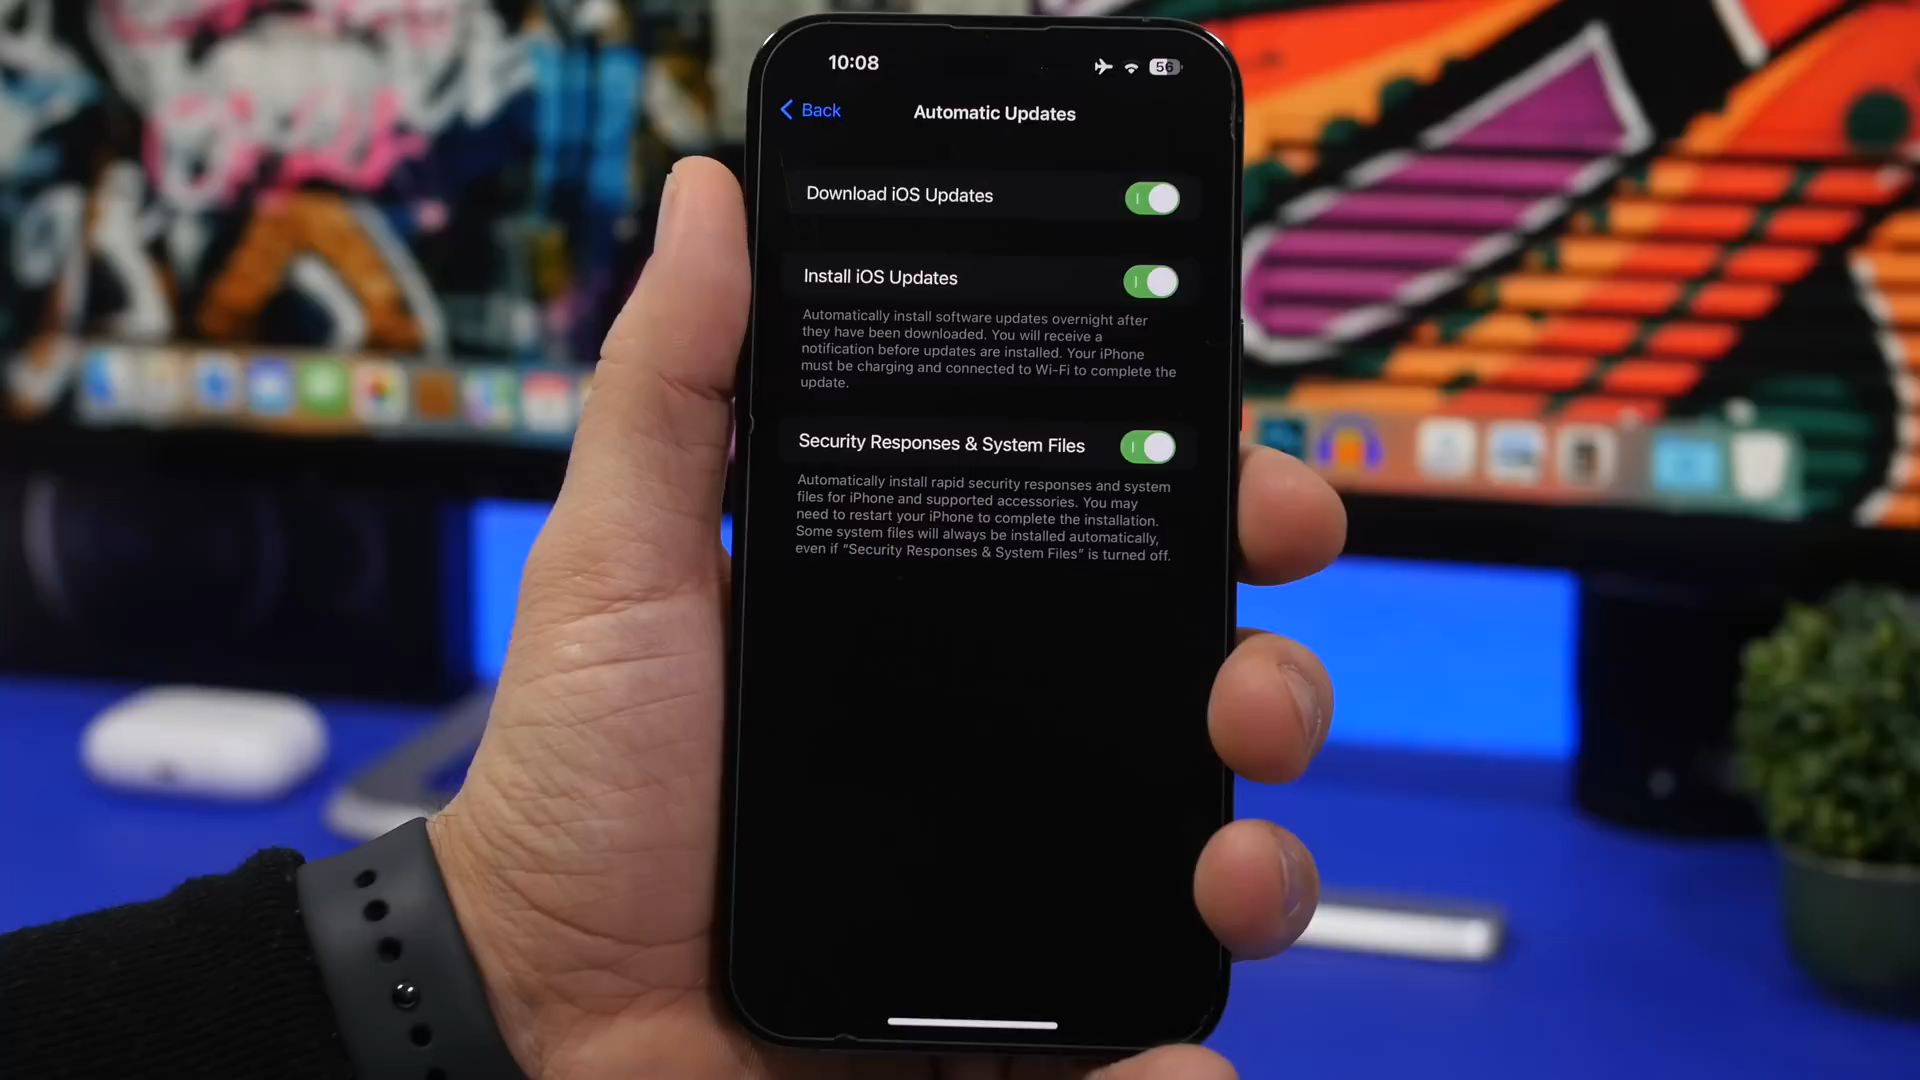 10:08
56
Back
Automatic Updates
Download iOS Updates
Install iOS Updates
Automatically install software updates overnight after
they have been downloaded. You will receive a
notification before updates are installed. Your iPhone
must be charging and connected to Wi-Fi to complete the
update.
Security Responses & System Files
Automatically install rapid security responses and system
files for iPhone and supported accessories. You may
need to restart your iPhone to complete the installation.
Some system files will always be installed automatically,
even if “Security Responses & System Files” is turned off.